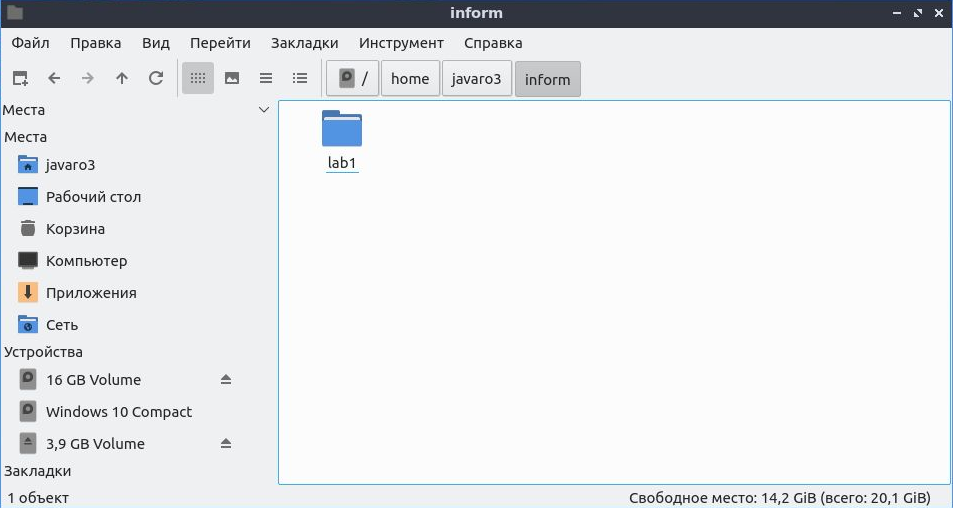 inform
Файл Правка Вид Перейти Закладки Инструмент Справка
/ home javaro3 inform
Места
Места
javaro3
Рабочий стол
Корзина
Компьютер
Приложения
Сеть
Устройства
16 GB Volume
Windows 10 Compact
3,9 GB Volume
Закладки
lab1
1 объект
Свободное место: 14,2 GiB (всего: 20,1 GiB)